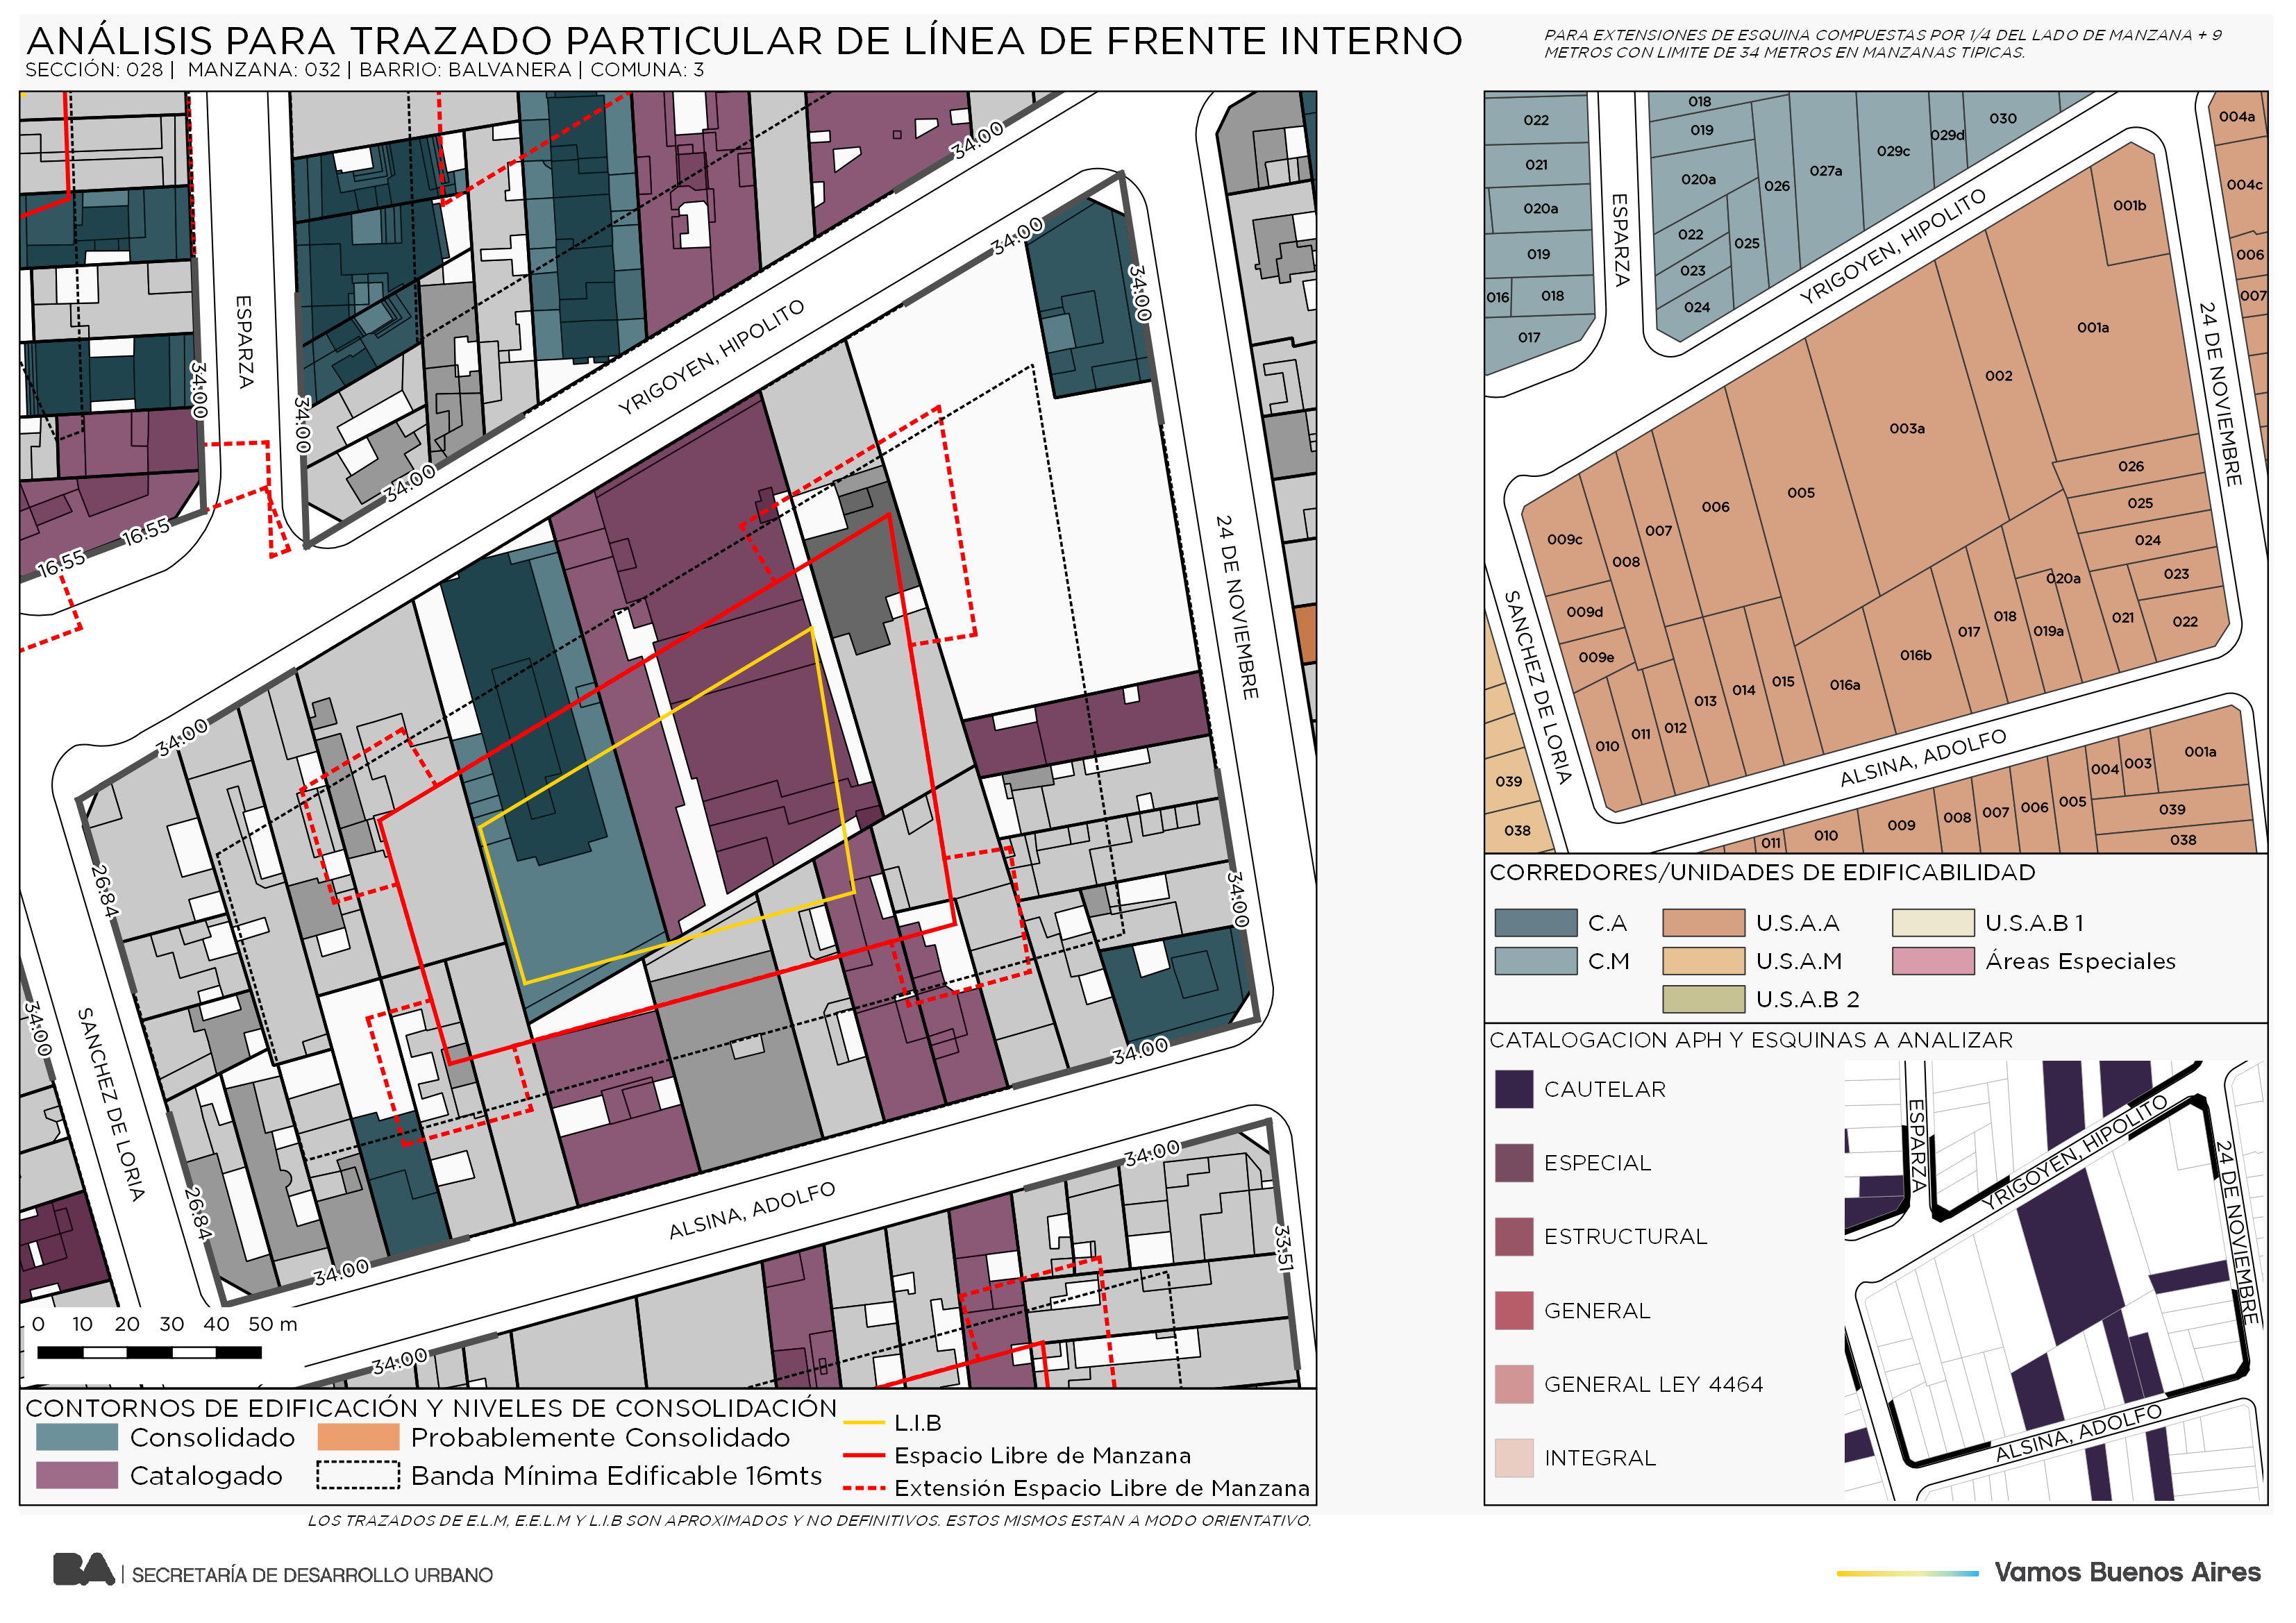 ANÁLISIS PARA TRAZADO PARTICULAR DE LÍNEA DE FRENTE INTERNO
SECCIÓN: 028 | MANZANA: 032 | BARRIO: BALVANERA | COMUNA: 3
PARA EXTENSIONES DE ESQUINA COMPUESTAS POR 1/4 DEL LADO DE MANZANA + 9
METROS CON LIMITE DE 34 METROS EN MANZANAS TIPICAS.
34:00
34:00
34:00
ESPARZA
YRIGOYEN, HIPOLITO
34:00
34:00
34:00
16:55
16:55
24 DE NOVIEMBRE
34:00
26:84
34:00
34:00
SANCHEZ DE LORIA
34:00
26:84
34:00
ALSINA, ADOLFO
34:00
33:51
34:00
0 10 20 30 40 50 m
CONTORNOS DE EDIFICACIÓN Y NIVELES DE CONSOLIDACIÓN
Consolidado
Probablemente Consolidado
Catalogado
Banda Mínima Edificable 16mts
L.I.B
Espacio Libre de Manzana
Extensión Espacio Libre de Manzana
LOS TRAZADOS DE E.L.M, E.E.L.M Y L.I.B SON APROXIMADOS Y NO DEFINITIVOS. ESTOS MISMOS ESTAN A MODO ORIENTATIVO.
022
021
020a
019
016
018
017
ESPARZA
018
019
020a
022
023
024
025
026
027a
029c
029d
030
004a
004c
006
007
YRIGOYEN, HIPOLITO
24 DE NOVIEMBRE
001b
001a
002
003a
005
006
007
008
009c
009d
009e
026
025
024
023
022
021
020a
019a
018
017
016b
016a
015
014
013
012
011
010
SANCHEZ DE LORIA
ALSINA, ADOLFO
039
038
001a
003
004
005
006
007
008
009
010
011
039
038
CORREDORES/UNIDADES DE EDIFICABILIDAD
C.A
U.S.A.A
U.S.A.B 1
C.M
U.S.A.M
Áreas Especiales
U.S.A.B 2
CATALOGACION APH Y ESQUINAS A ANALIZAR
CAUTELAR
ESPECIAL
ESTRUCTURAL
GENERAL
GENERAL LEY 4464
INTEGRAL
ESPARZA
YRIGOYEN, HIPOLITO
24 DE NOVIEMBRE
ALSINA, ADOLFO
BA | SECRETARÍA DE DESARROLLO URBANO
Vamos Buenos Aires